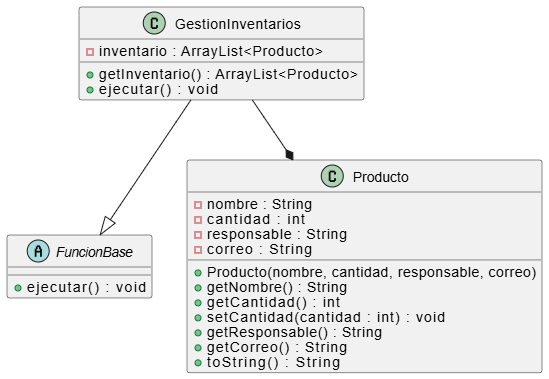 C GestionInventarios
inventario : ArrayList<Producto>
getInventario() : ArrayList<Producto>
ejecutar() : void
A FuncionBase
ejecutar() : void
C Producto
nombre : String
cantidad : int
responsable : String
correo : String
Producto(nombre, cantidad, responsable, correo)
getNombre() : String
getCantidad() : int
setCantidad(cantidad : int) : void
getResponsable() : String
getCorreo() : String
toString() : String